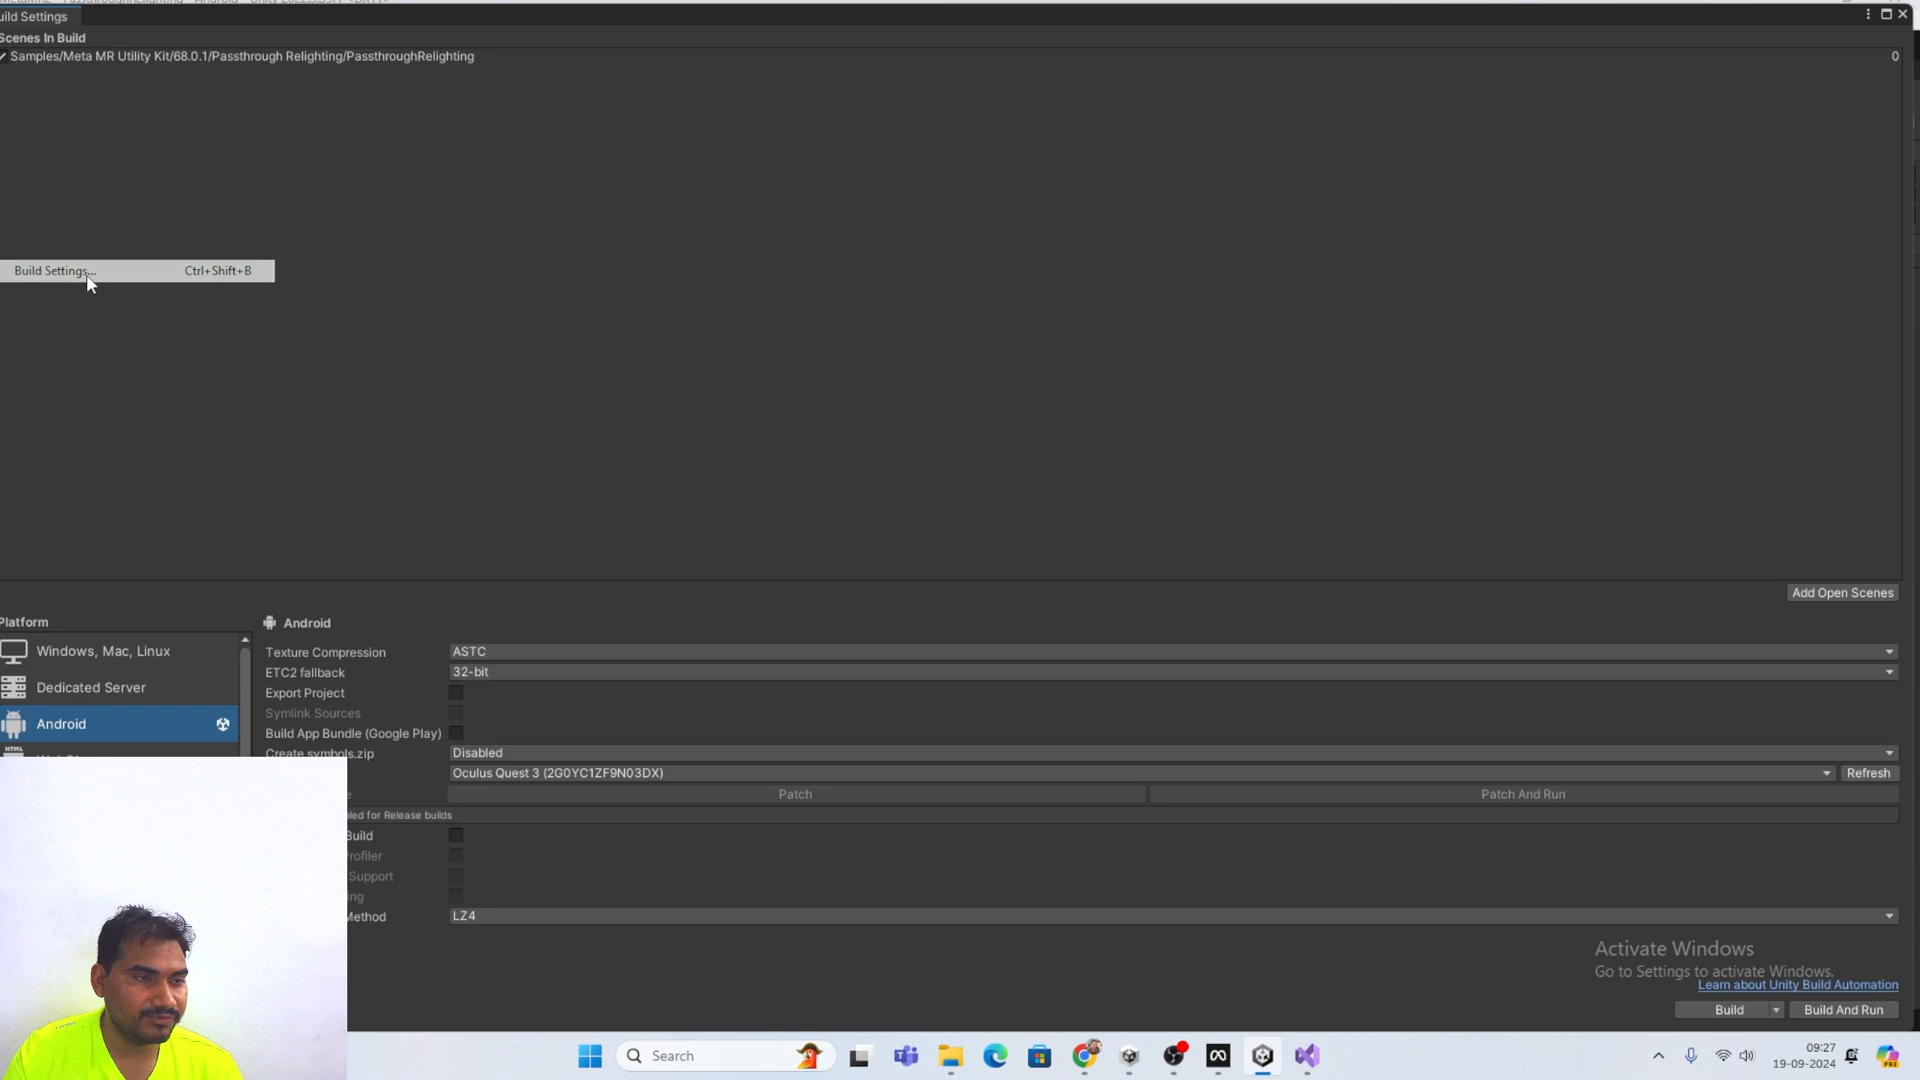 uild Settings
Scenes In Build
Samples/Meta MR Utility Kit/68.0.1/Passthrough Relighting/PassthroughRelighting 0
Build Settings... Ctrl+Shift+B
Add Open Scenes
Platform
Android
Windows, Mac, Linux
Dedicated Server
Android
Texture Compression ASTC
ETC2 fallback 32-bit
Export Project
Symlink Sources
Build App Bundle (Google Play)
Create symbols.zip Disabled
Oculus Quest 3 (2G0YC1ZF9N03DX) Refresh
e Patch Patch And Run
bled for Release builds
Build
rofiler
Support
ng
Method LZ4
Activate Windows
Go to Settings to activate Windows.
Learn about Unity Build Automation
Build Build And Run
Search
09:27
19-09-2024
PRE